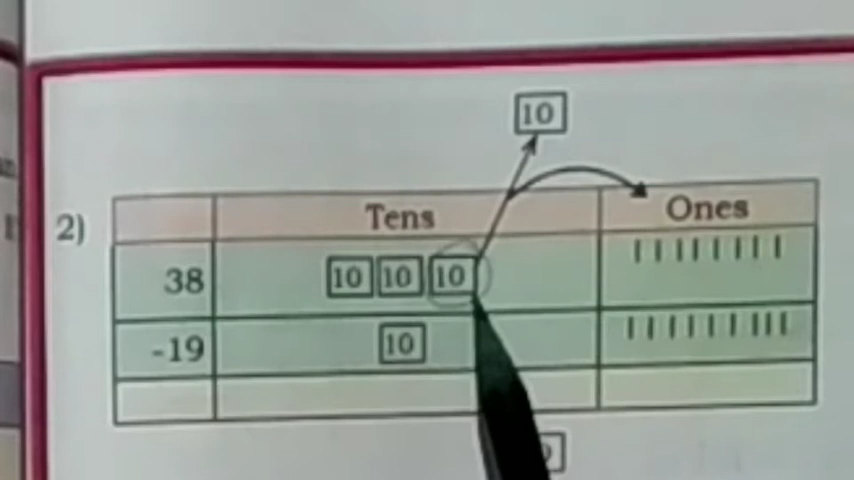 10
2)
Tens Ones
38 10 10 10 | | | | | | | |
-19 10 | | | | | | | | |